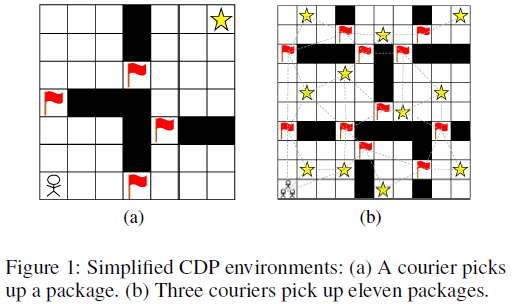 (a)
(b)
Figure 1: Simplified CDP environments: (a) A courier picks
up a package. (b) Three couriers pick up eleven packages.